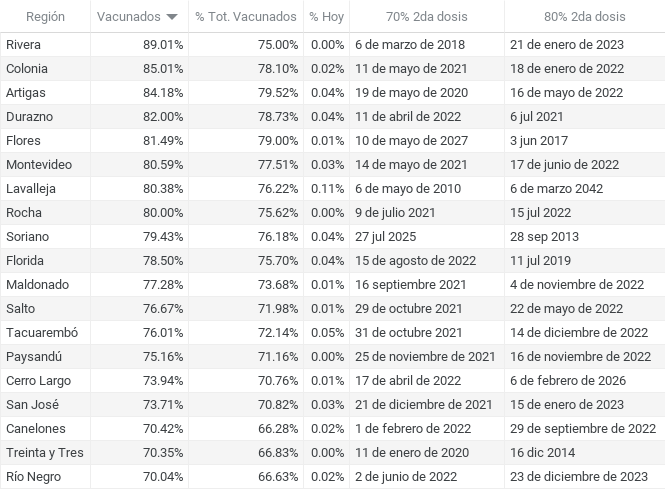 Región Vacunados % Tot. Vacunados % Hoy 70% 2da dosis 80% 2da dosis
Rivera 89.01% 75.00% 0.00% 6 de marzo de 2018 21 de enero de 2023
Colonia 85.01% 78.10% 0.02% 11 de mayo de 2021 18 de enero de 2022
Artigas 84.18% 79.52% 0.04% 19 de mayo de 2020 16 de mayo de 2022
Durazno 82.00% 78.73% 0.04% 11 de abril de 2022 6 jul 2021
Flores 81.49% 79.00% 0.01% 10 de mayo de 2027 3 jun 2017
Montevideo 80.59% 77.51% 0.03% 14 de mayo de 2021 17 de junio de 2022
Lavalleja 80.38% 76.22% 0.11% 6 de mayo de 2010 6 de marzo 2042
Rocha 80.00% 75.62% 0.00% 9 de julio 2021 15 jul 2022
Soriano 79.43% 76.18% 0.04% 27 jul 2025 28 sep 2013
Florida 78.50% 75.70% 0.04% 15 de agosto de 2022 11 jul 2019
Maldonado 77.28% 73.68% 0.01% 16 septiembre 2021 4 de noviembre de 2022
Salto 76.67% 71.98% 0.01% 29 de octubre 2021 22 de mayo de 2022
Tacuarembó 76.01% 72.14% 0.05% 31 de octubre 2021 14 de diciembre de 2022
Paysandú 75.16% 71.16% 0.00% 25 de noviembre de 2021 16 de noviembre de 2022
Cerro Largo 73.94% 70.76% 0.01% 17 de abril de 2022 6 de febrero de 2026
San José 73.71% 70.82% 0.03% 21 de diciembre de 2021 15 de enero de 2023
Canelones 70.42% 66.28% 0.02% 1 de febrero de 2022 29 de septiembre de 2022
Treinta y Tres 70.35% 66.83% 0.00% 11 de enero de 2020 16 dic 2014
Río Negro 70.04% 66.63% 0.02% 2 de junio de 2022 23 de diciembre de 2023